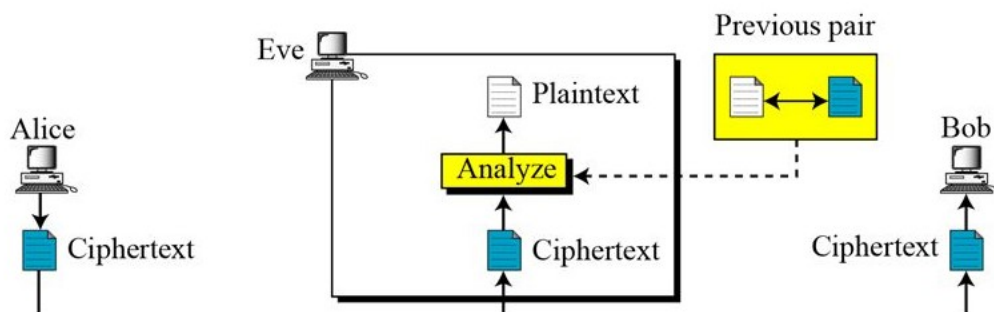 Previous pair
Eve
Plaintext
Alice
Bob
Analyze
Ciphertext
Ciphertext
Ciphertext